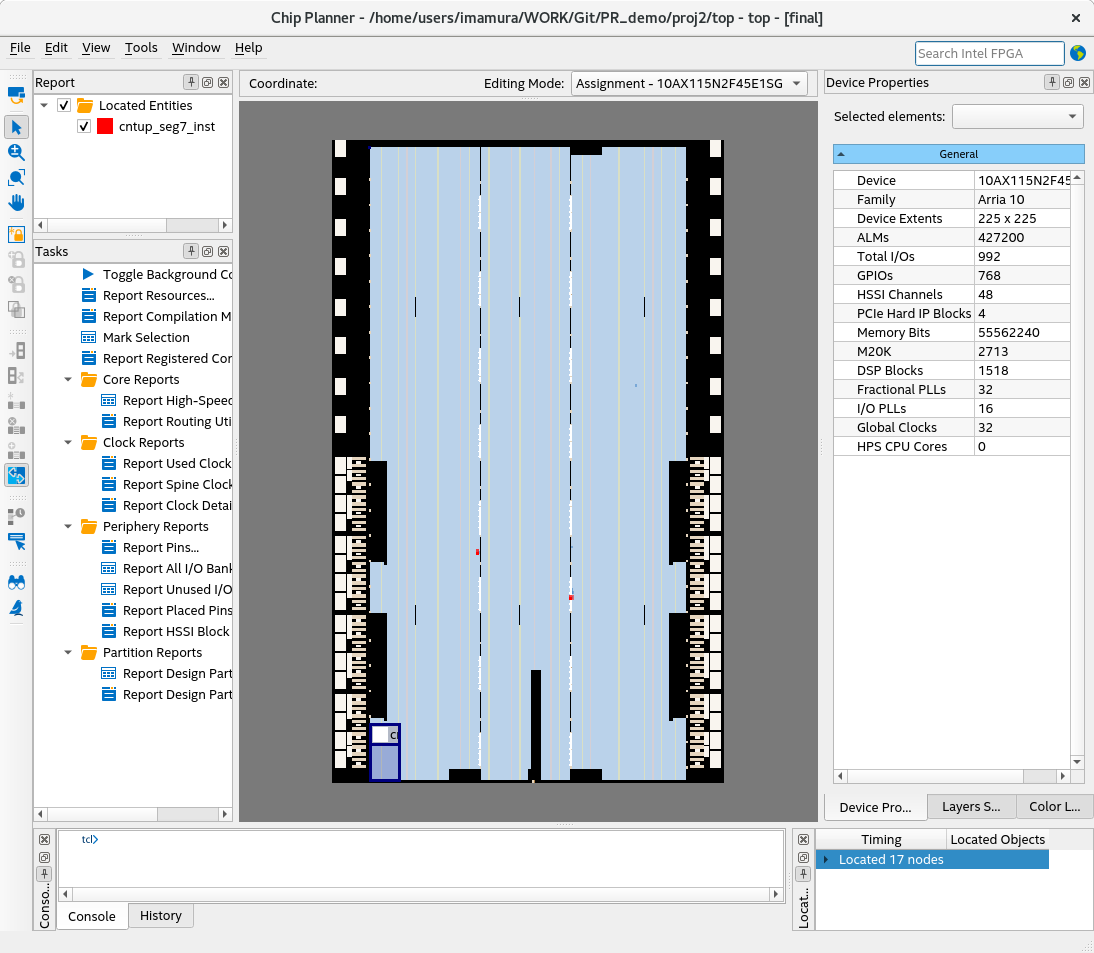 Chip Planner - /home/users/imamura/WORK/Git/PR_demo/proj2/top - top - [final]
File Edit View Tools Window Help
Search Intel FPGA
Report
Located Entities
cntup_seg7_inst
Tasks
Toggle Background Co
Report Resources...
Report Compilation M
Mark Selection
Report Registered Con
Core Reports
Report High-Speed
Report Routing Uti
Clock Reports
Report Used Clock
Report Spine Clock
Report Clock Detai
Periphery Reports
Report Pins...
Report All I/O Bank
Report Unused I/O
Report Placed Pins
Report HSSI Block
Partition Reports
Report Design Part
Report Design Part
Coordinate:
Editing Mode: Assignment - 10AX115N2F45E1SG
Device Properties
Selected elements:
General
Device 10AX115N2F45
Family Arria 10
Device Extents 225 x 225
ALMs 427200
Total I/Os 992
GPIOs 768
HSSI Channels 48
PCIe Hard IP Blocks 4
Memory Bits 55562240
M20K 2713
DSP Blocks 1518
Fractional PLLs 32
I/O PLLs 16
Global Clocks 32
HPS CPU Cores 0
Device Pro... Layers S... Color L...
Conso...
tcl>
Console History
Locat...
Timing Located Objects
Located 17 nodes